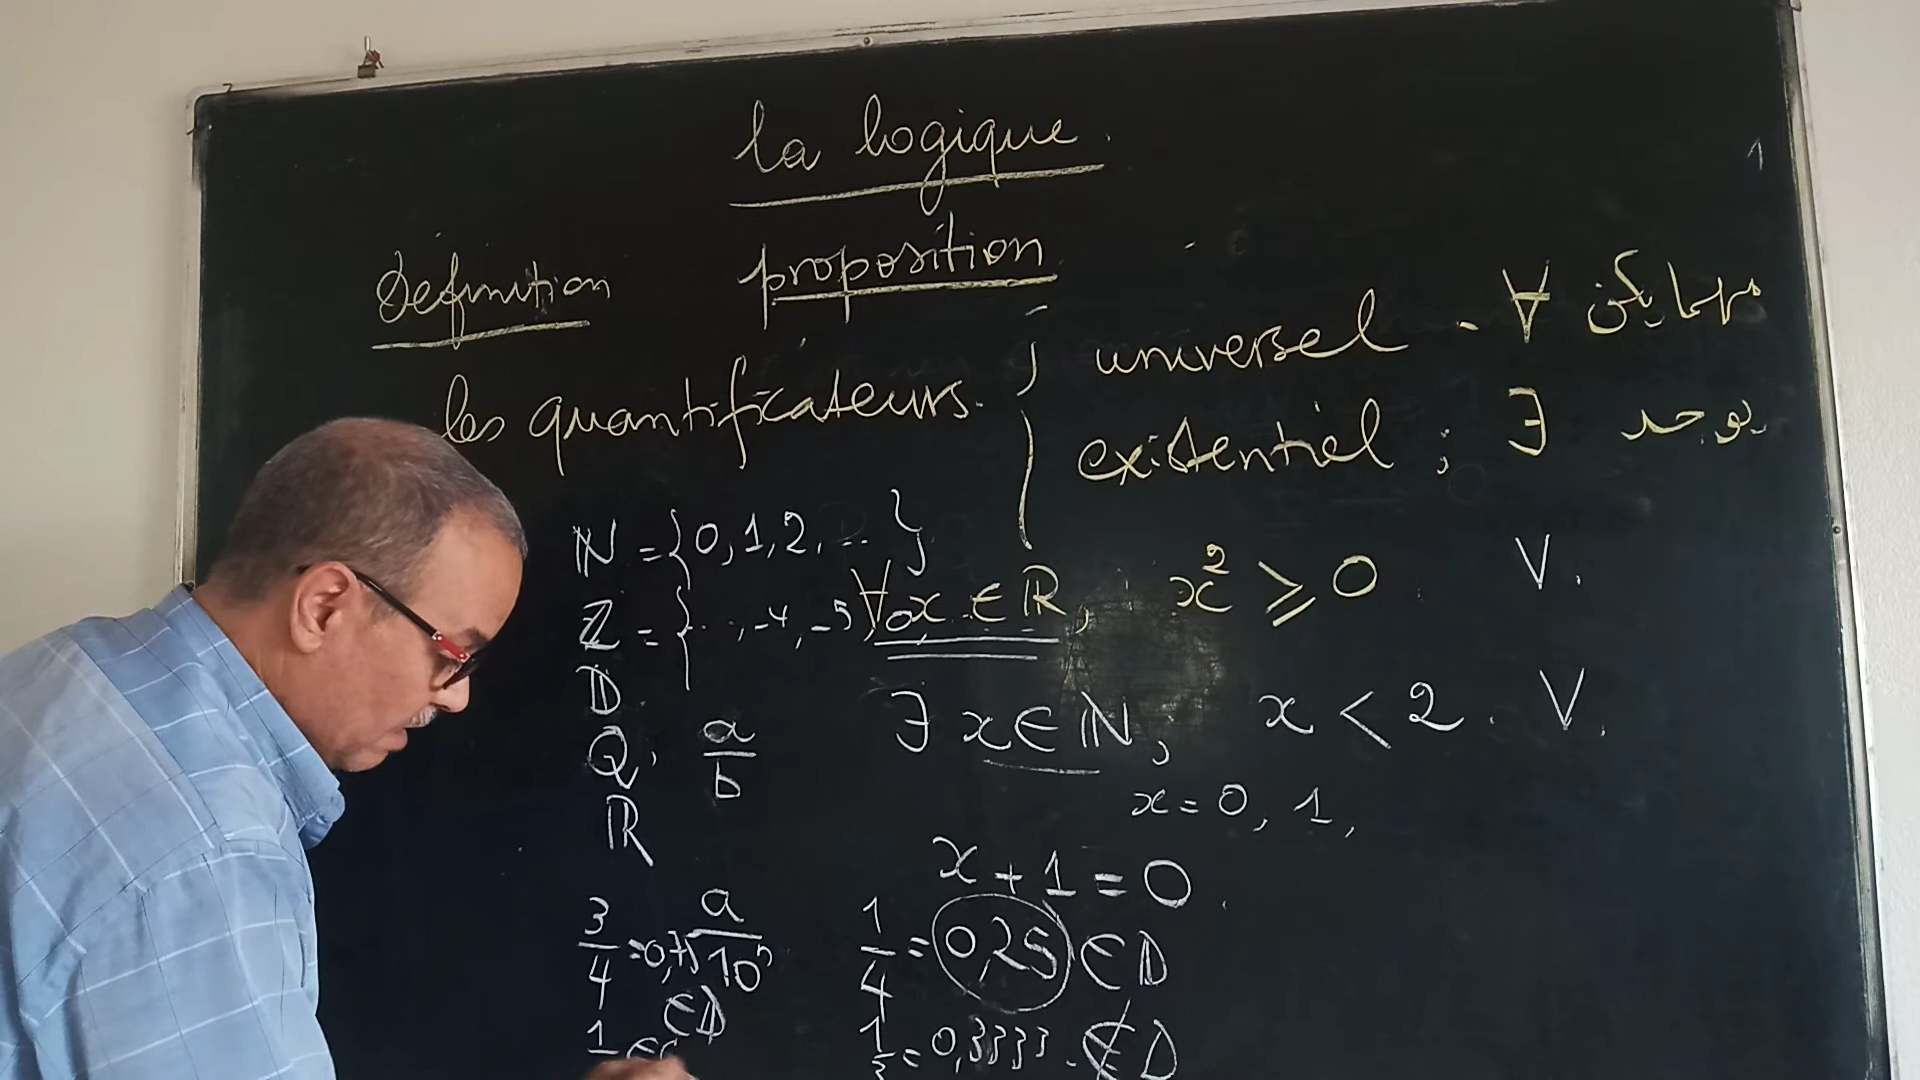 la logique.
Définition proposition
les quantificateurs. universel . ∀ مهما يكن
existentiel ; ∃ يوجد
ℕ = {0, 1, 2, ... }
∀ x ∈ ℝ, x² ⩾ 0 . V.
ℤ = { ..., -4, -5
ⅅ.
∃ x ∈ ℕ, x < 2 . V.
ℚ, a/b
x = 0, 1,
ℝ
x + 1 = 0 .
3/4 = 0,75 a/10ⁿ
∈ ⅅ
1/4 = 0,25 ∈ ⅅ
1/3 = 0,3333. ∉ ⅅ